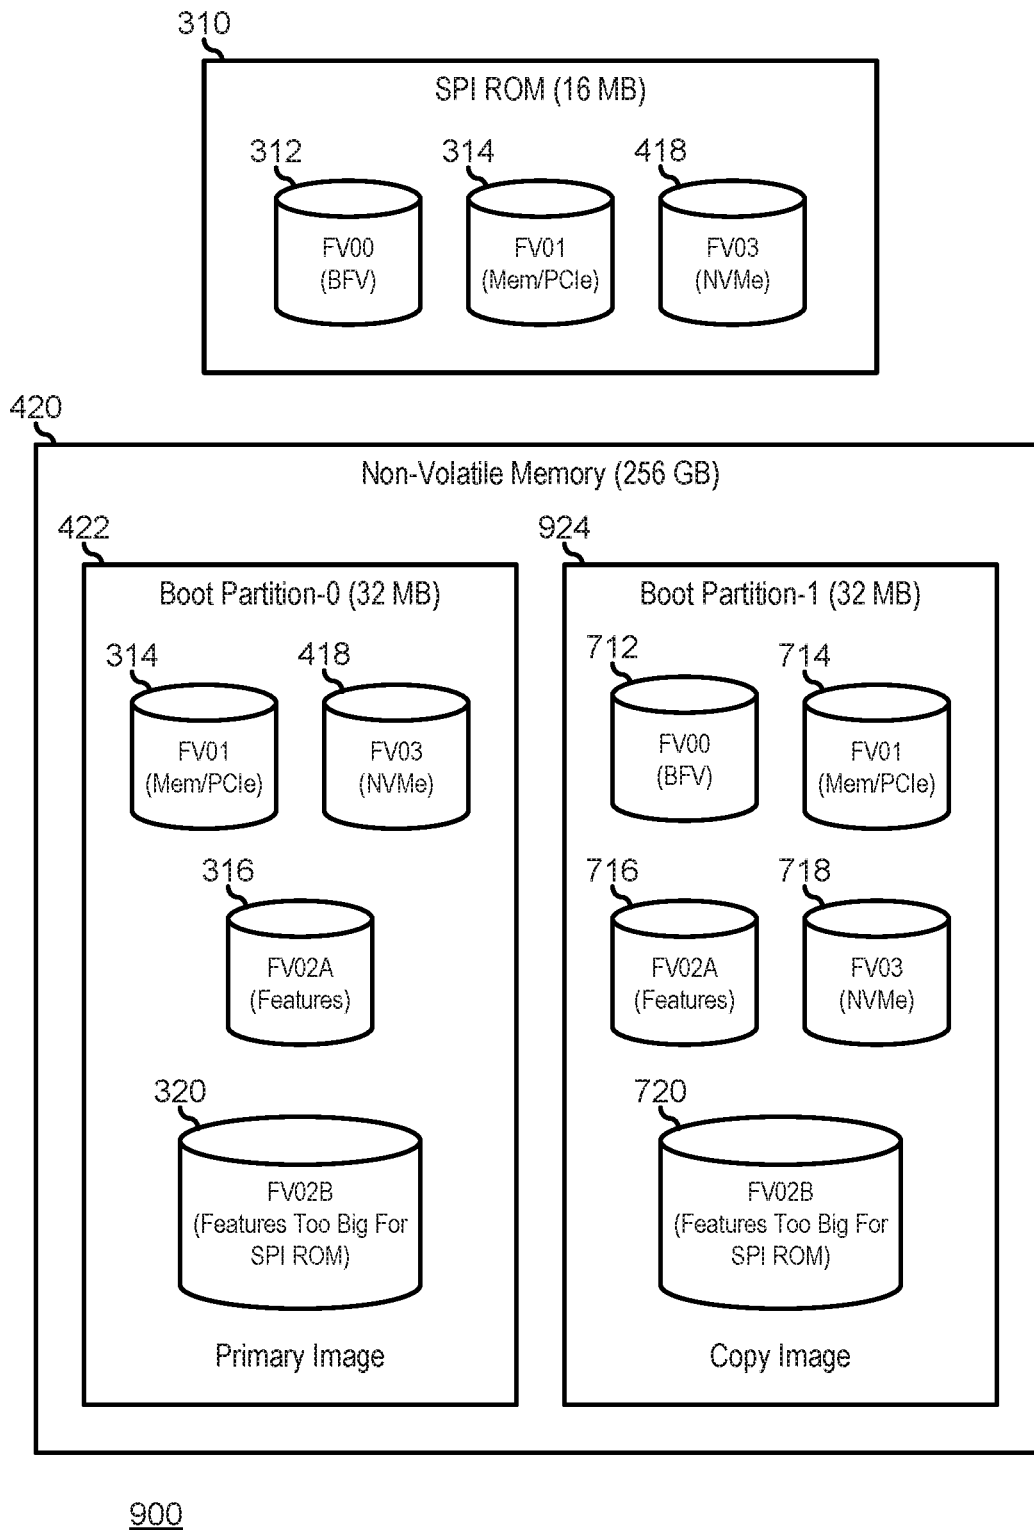 310
SPI ROM (16 MB)
312
314
418
FV00
(BFV)
FV01
(Mem/PCIe)
FV03
(NVMe)
420
Non-Volatile Memory (256 GB)
422
924
Boot Partition-0 (32 MB)
314
418
FV01
(Mem/PCIe)
FV03
(NVMe)
316
FV02A
(Features)
320
FV02B
(Features Too Big For
SPI ROM)
Primary Image
Boot Partition-1 (32 MB)
712
714
FV00
(BFV)
FV01
(Mem/PCIe)
716
718
FV02A
(Features)
FV03
(NVMe)
720
FV02B
(Features Too Big For
SPI ROM)
Copy Image
900